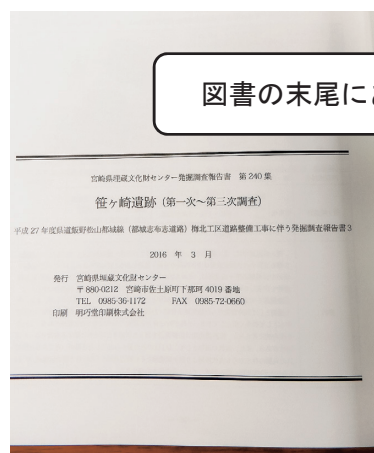 図書の末尾に
宮崎県埋蔵文化財センター発掘調査報告書 第240集
笹ヶ崎遺跡(第一次~第三次調査)
平成27年度県道飯野松山都城線(都城志布志道路)梅北工区道路整備工事に伴う発掘調査報告書3
2016 年 3 月
発行 宮崎県埋蔵文化財センター
〒880-0212 宮崎市佐土原町下那珂4019番地
TEL 0985-36-1172 FAX 0985-72-0660
印刷 明巧堂印刷株式会社